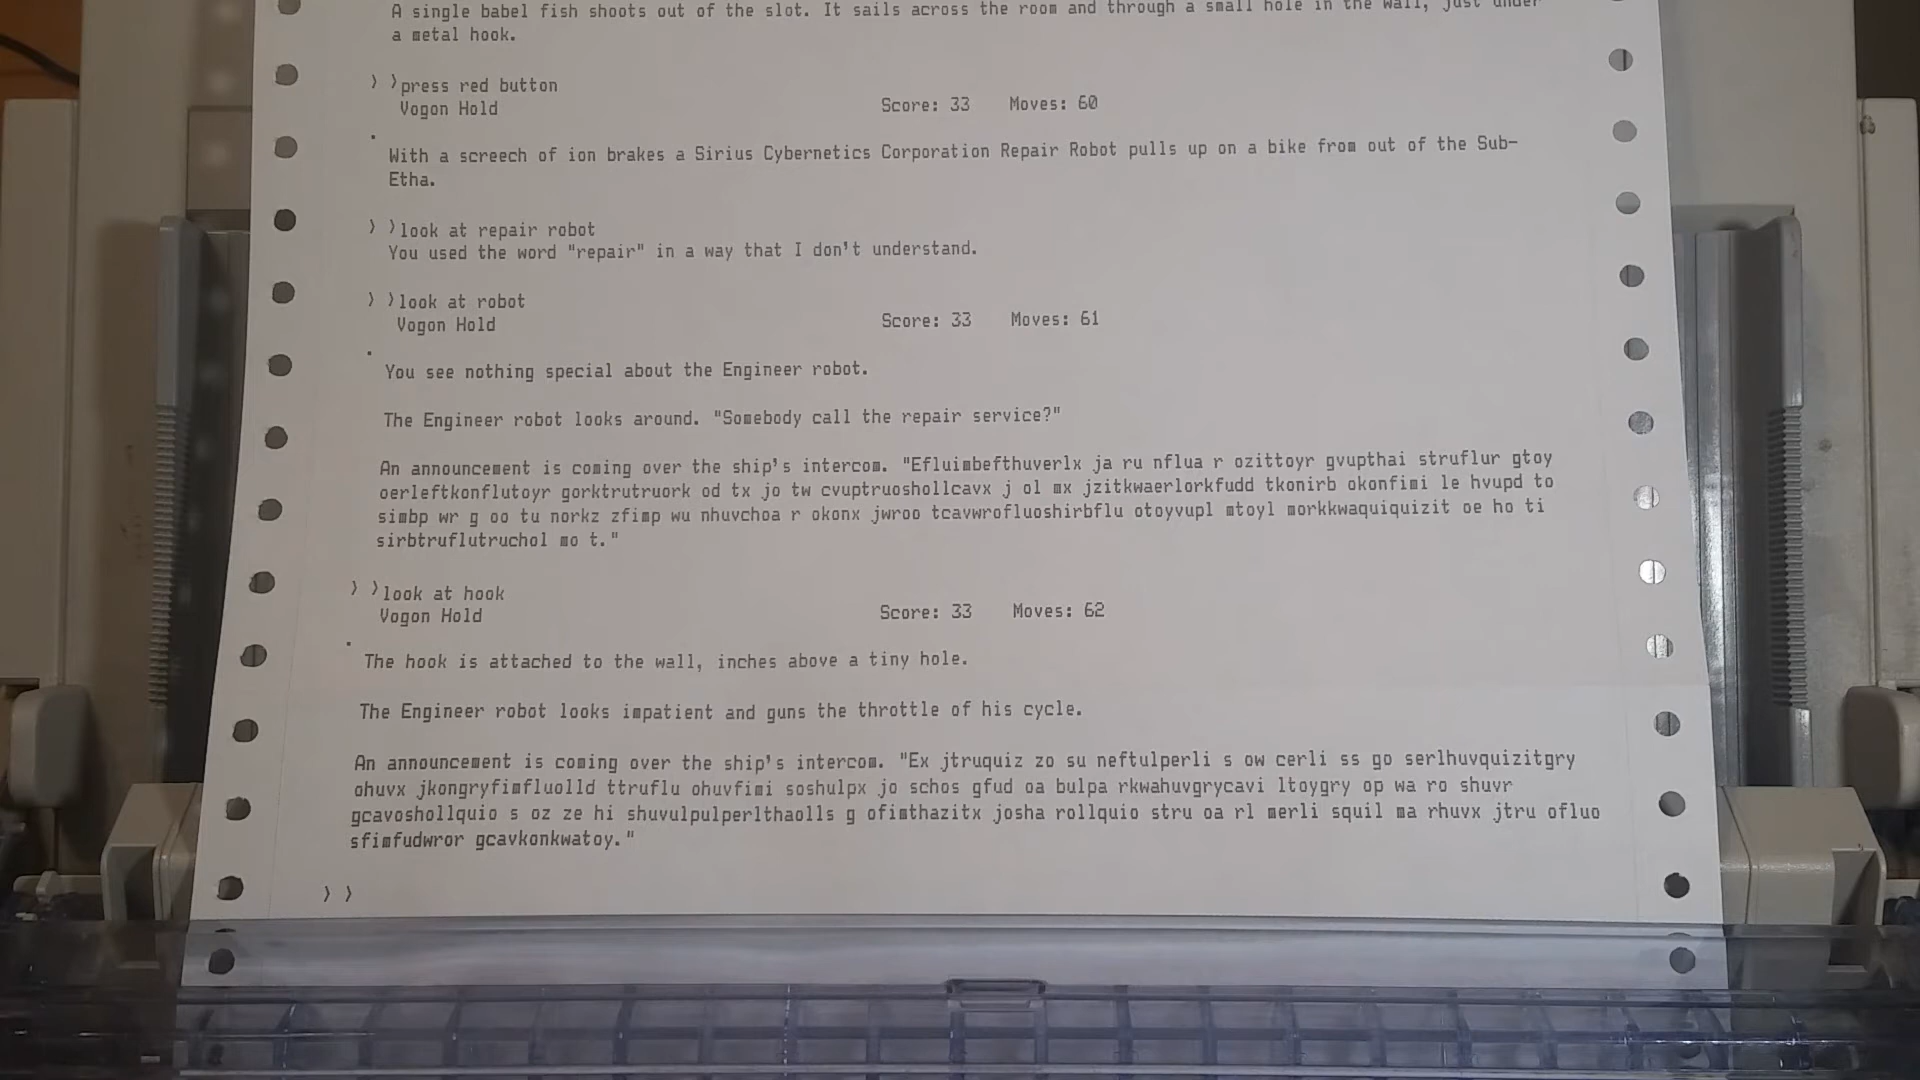 A single babel fish shoots out of the slot. It sails across the room and through a small hole in the wall, just under
a metal hook.
> >press red button
Vogon Hold Score: 33 Moves: 60
.
With a screech of ion brakes a Sirius Cybernetics Corporation Repair Robot pulls up on a bike from out of the Sub-
Etha.
> >look at repair robot
You used the word "repair" in a way that I don't understand.
> >look at robot
Vogon Hold Score: 33 Moves: 61
.
You see nothing special about the Engineer robot.
The Engineer robot looks around. "Somebody call the repair service?"
An announcement is coming over the ship's intercom. "Efluimbefthuverlx ja ru nflua r ozittoyr gvupthai struflur gtoy
oerleftkonflutoyr gorktrutruork od tx jo tw cvuptruoshollcavx j ol mx jzitkwaerlorkfudd tkonirb okonfimi le hvupd to
simbp wr g oo tu norkz zfimp wu nhuvchoa r okonx jwroo tcavwrofluoshirbflu otoyvupl mtoyl morkkwaquiquizit oe ho ti
sirbtruflutruchol mo t."
> >look at hook
Vogon Hold Score: 33 Moves: 62
.
The hook is attached to the wall, inches above a tiny hole.
The Engineer robot looks impatient and guns the throttle of his cycle.
An announcement is coming over the ship's intercom. "Ex jtruquiz zo su neftulperli s ow cerli ss go serlhuvquizitgry
ohuvx jkongryfimfluolld ttruflu ohuvfimi soshulpx jo schos gfud oa bulpa rkwahuvgrycavi ltoygry op wa ro shuvr
gcavoshollquio s oz ze hi shuvulpulperlthaolls g ofimthazitx josha rollquio stru oa rl merli squil ma rhuvx jtru ofluo
sfimfudwror gcavkonkwatoy."
> >